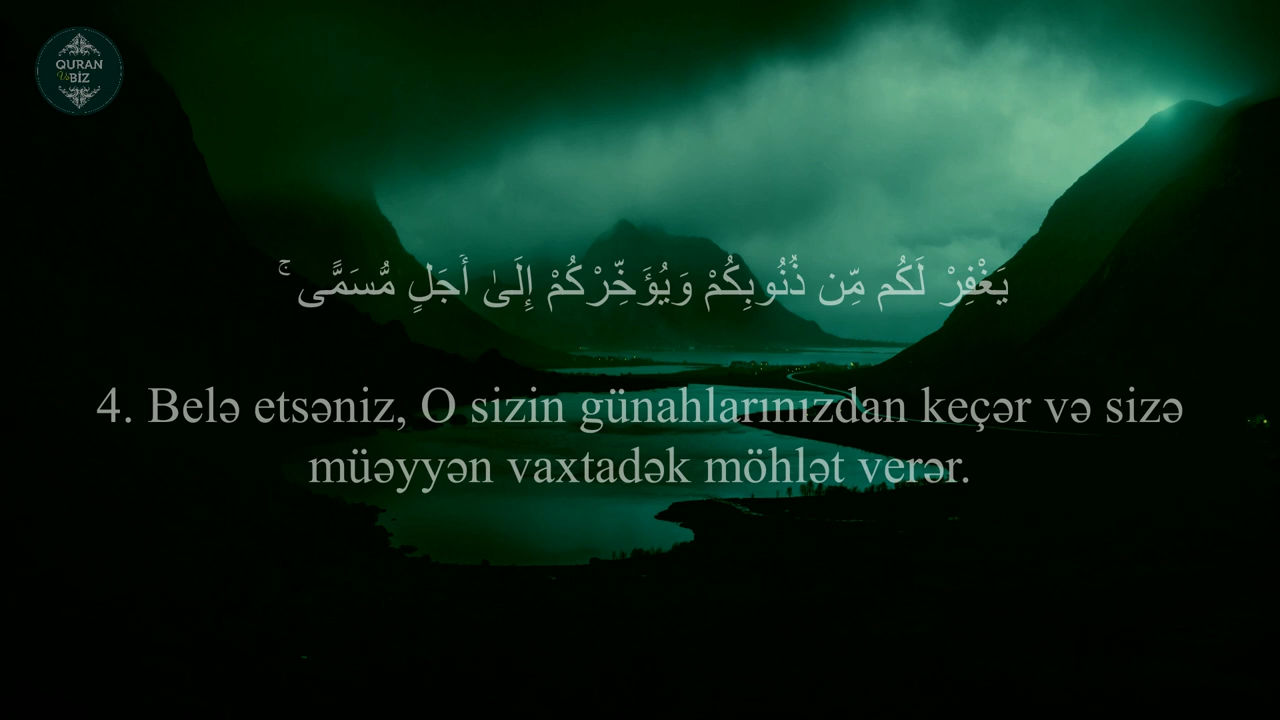 QURAN
Və
BİZ
يَغْفِرْ لَكُم مِّن ذُنُوبِكُمْ وَيُؤَخِّرْكُمْ إِلَىٰ أَجَلٍ مُّسَمًّى ۚ
4. Belə etsəniz, O sizin günahlarınızdan keçər və sizə
müəyyən vaxtadək möhlət verər.